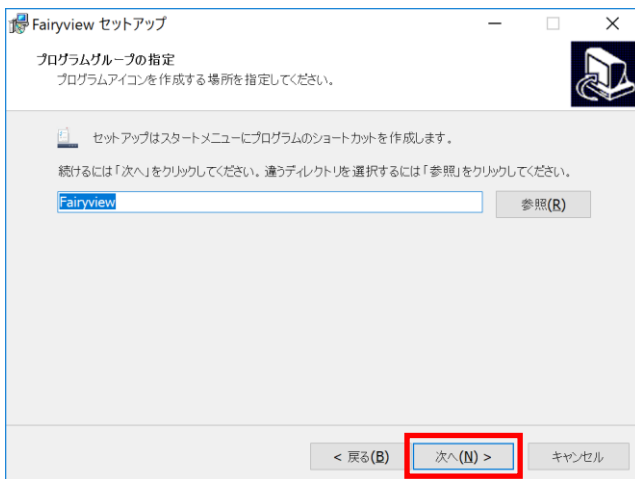 Fairyview セットアップ
プログラムグループの指定
プログラムアイコンを作成する場所を指定してください。
セットアップはスタートメニューにプログラムのショートカットを作成します。
続けるには「次へ」をクリックしてください。違うディレクトリを選択するには「参照」をクリックしてください。
Fairyview
参照(R)
< 戻る(B)
次へ(N) >
キャンセル